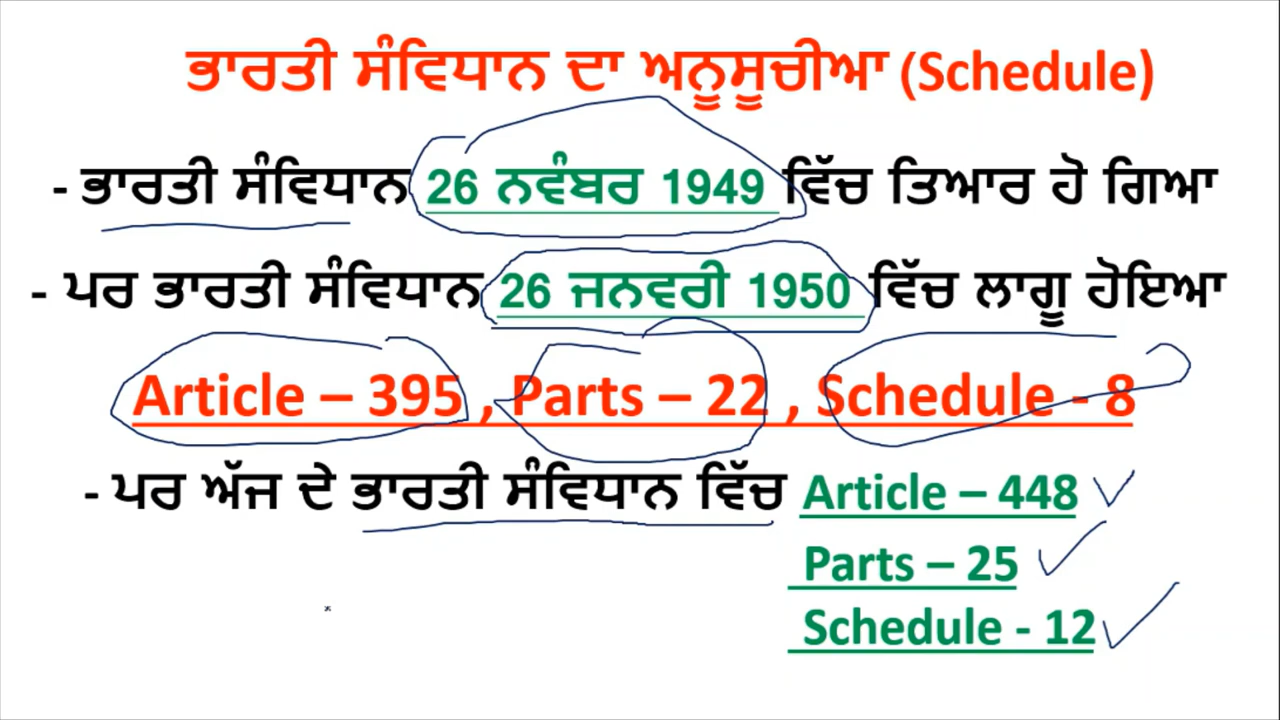 ਭਾਰਤੀ ਸੰਵਿਧਾਨ ਦਾ ਅਨੂਸੂਚੀਆ (Schedule)
- ਭਾਰਤੀ ਸੰਵਿਧਾਨ 26 ਨਵੰਬਰ 1949 ਵਿੱਚ ਤਿਆਰ ਹੋ ਗਿਆ
- ਪਰ ਭਾਰਤੀ ਸੰਵਿਧਾਨ 26 ਜਨਵਰੀ 1950 ਵਿੱਚ ਲਾਗੂ ਹੋਇਆ
Article – 395 , Parts – 22 , Schedule - 8
- ਪਰ ਅੱਜ ਦੇ ਭਾਰਤੀ ਸੰਵਿਧਾਨ ਵਿੱਚ Article – 448
Parts – 25
Schedule - 12